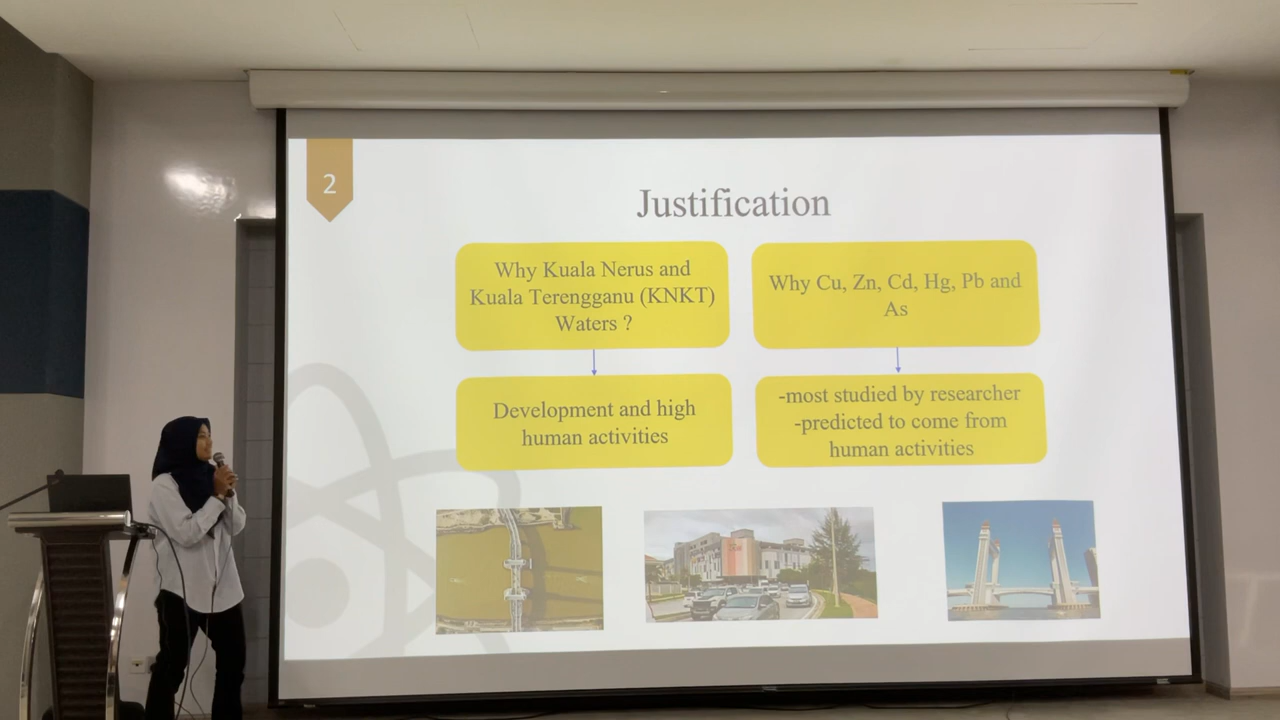 2
Justification
Why Kuala Nerus and
Kuala Terengganu (KNKT)
Waters ?
Development and high
human activities
Why Cu, Zn, Cd, Hg, Pb and
As
-most studied by researcher
-predicted to come from
human activities